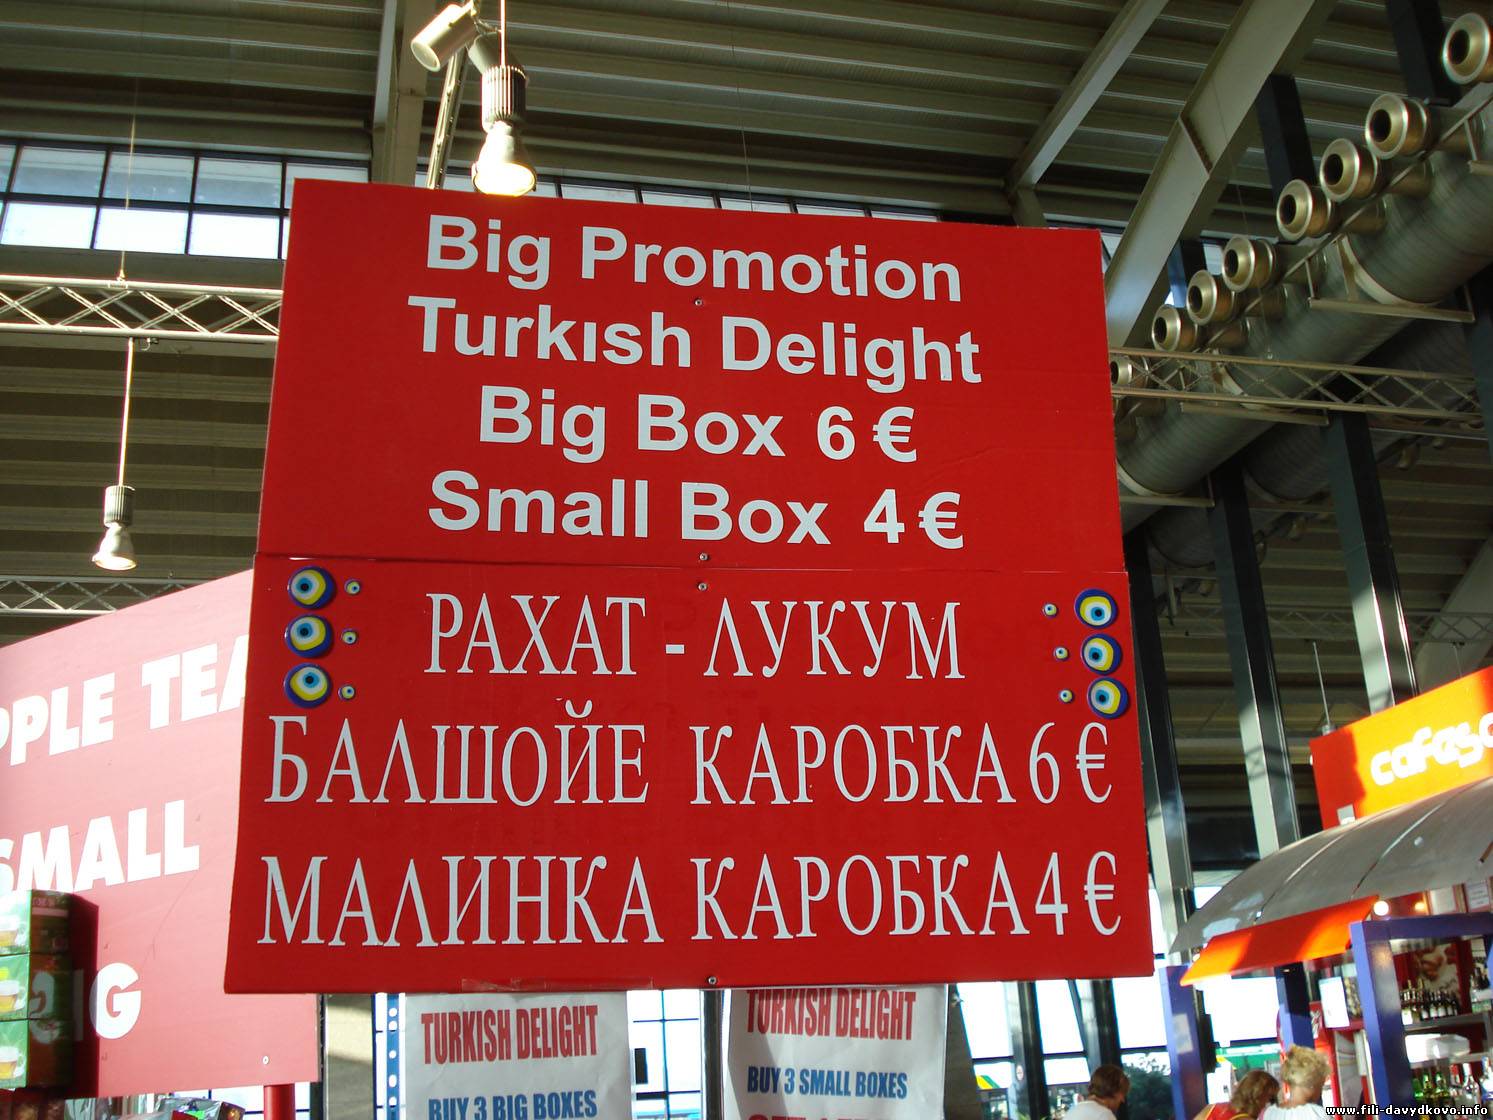 Big Promotion
Turkısh Delight
Big Box 6 €
Small Box 4 €
РАХАТ - ЛУКУМ
БАЛШОЙЕ КАРОБКА 6 €
МАЛИНКА КАРОБКА 4 €
PPLE TEA
SMALL
IG
TURKISH DELIGHT
BUY 3 BIG BOXES
TURKISH DELIGHT
BUY 3 SMALL BOXES
www.fili-davydkovo.info